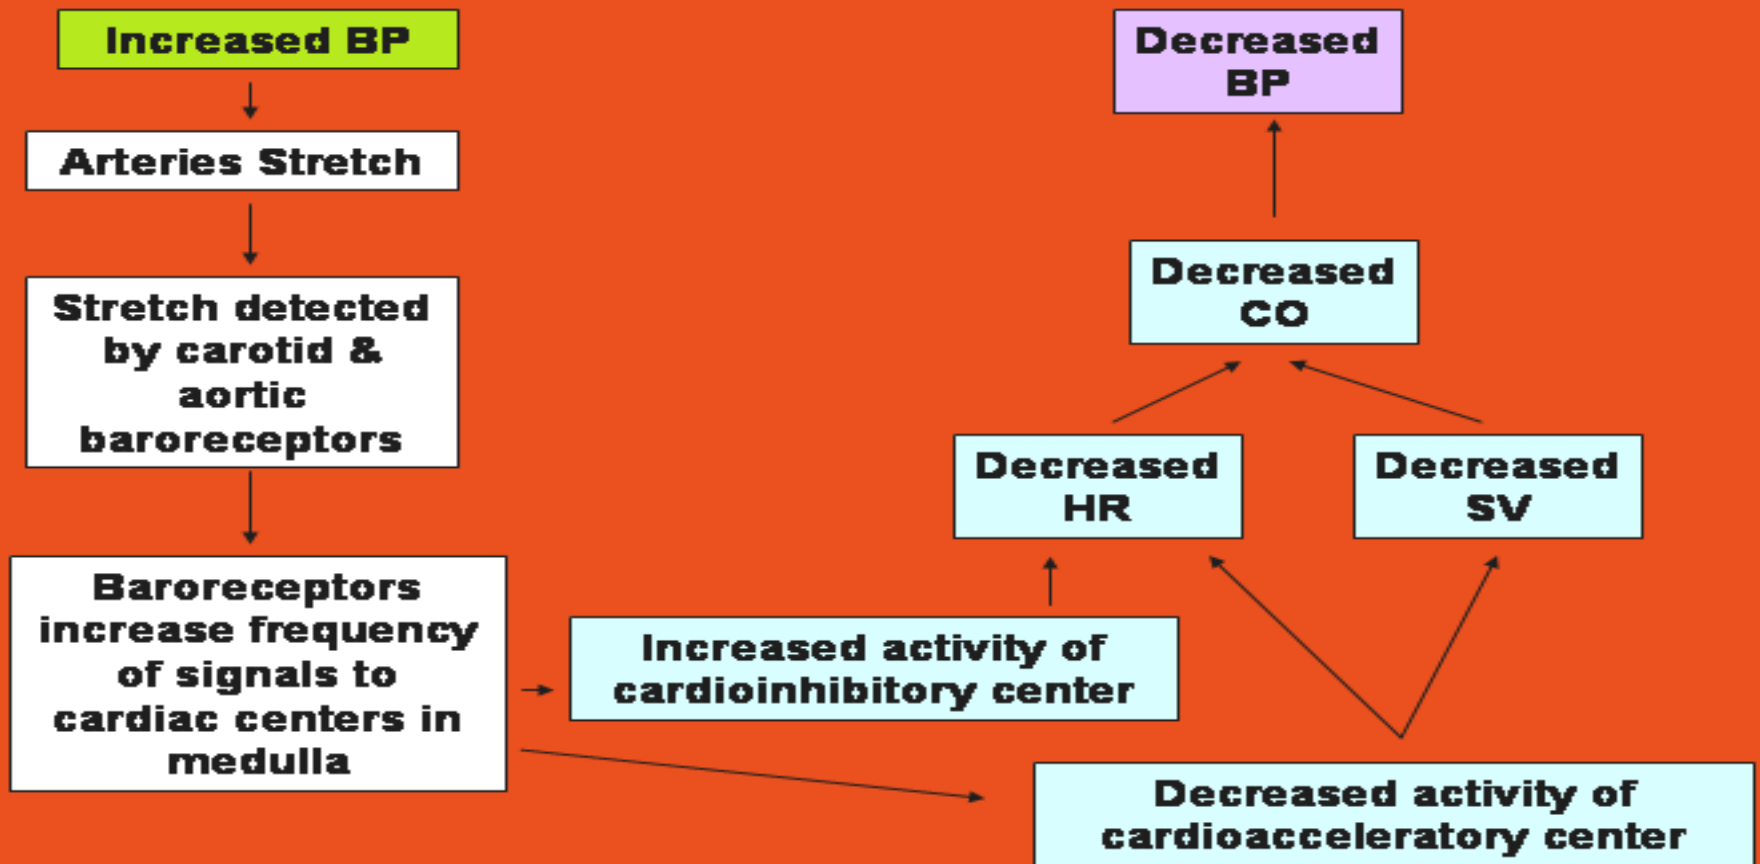 Increased BP
Arteries Stretch
Stretch detected
by carotid &
aortic
baroreceptors
Baroreceptors
increase frequency
of signals to
cardiac centers in
medulla
Increased activity of
cardioinhibitory center
Decreased activity of
cardioacceleratory center
Decreased
HR
Decreased
SV
Decreased
CO
Decreased
BP